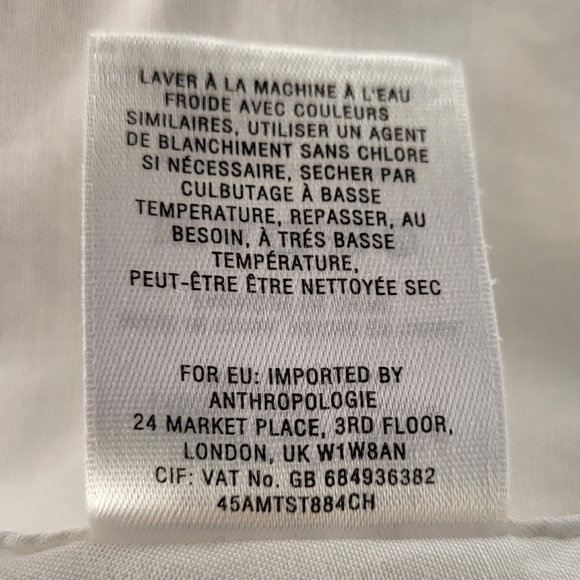 LAVER À LA MACHINE À L'EAU
FROIDE AVEC COULEURS
SIMILAIRES, UTILISER UN AGENT
DE BLANCHIMENT SANS CHLORE
SI NÉCESSAIRE, SECHER PAR
CULBUTAGE À BASSE
TEMPERATURE, REPASSER, AU
BESOIN, À TRÉS BASSE
TEMPÉRATURE,
PEUT-ÊTRE ÊTRE NETTOYÉE SEC
FOR EU: IMPORTED BY
ANTHROPOLOGIE
24 MARKET PLACE, 3RD FLOOR,
LONDON, UK W1W8AN
CIF: VAT No. GB 684936382
45AMTST884CH